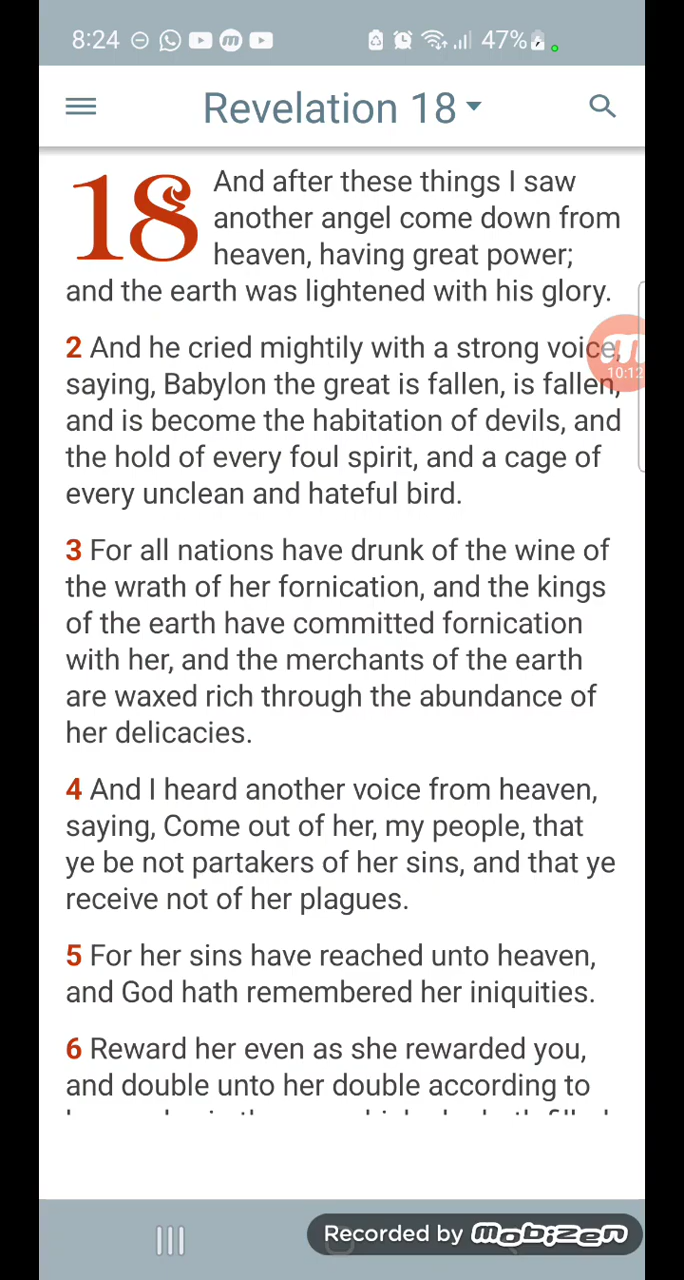 8:24
47%
Revelation 18
18 And after these things I saw
another angel come down from
heaven, having great power;
and the earth was lightened with his glory.
2 And he cried mightily with a strong voice,
saying, Babylon the great is fallen, is fallen,
and is become the habitation of devils, and
the hold of every foul spirit, and a cage of
every unclean and hateful bird.
10:12
3 For all nations have drunk of the wine of
the wrath of her fornication, and the kings
of the earth have committed fornication
with her, and the merchants of the earth
are waxed rich through the abundance of
her delicacies.
4 And I heard another voice from heaven,
saying, Come out of her, my people, that
ye be not partakers of her sins, and that ye
receive not of her plagues.
5 For her sins have reached unto heaven,
and God hath remembered her iniquities.
6 Reward her even as she rewarded you,
and double unto her double according to
Recorded by mobizen